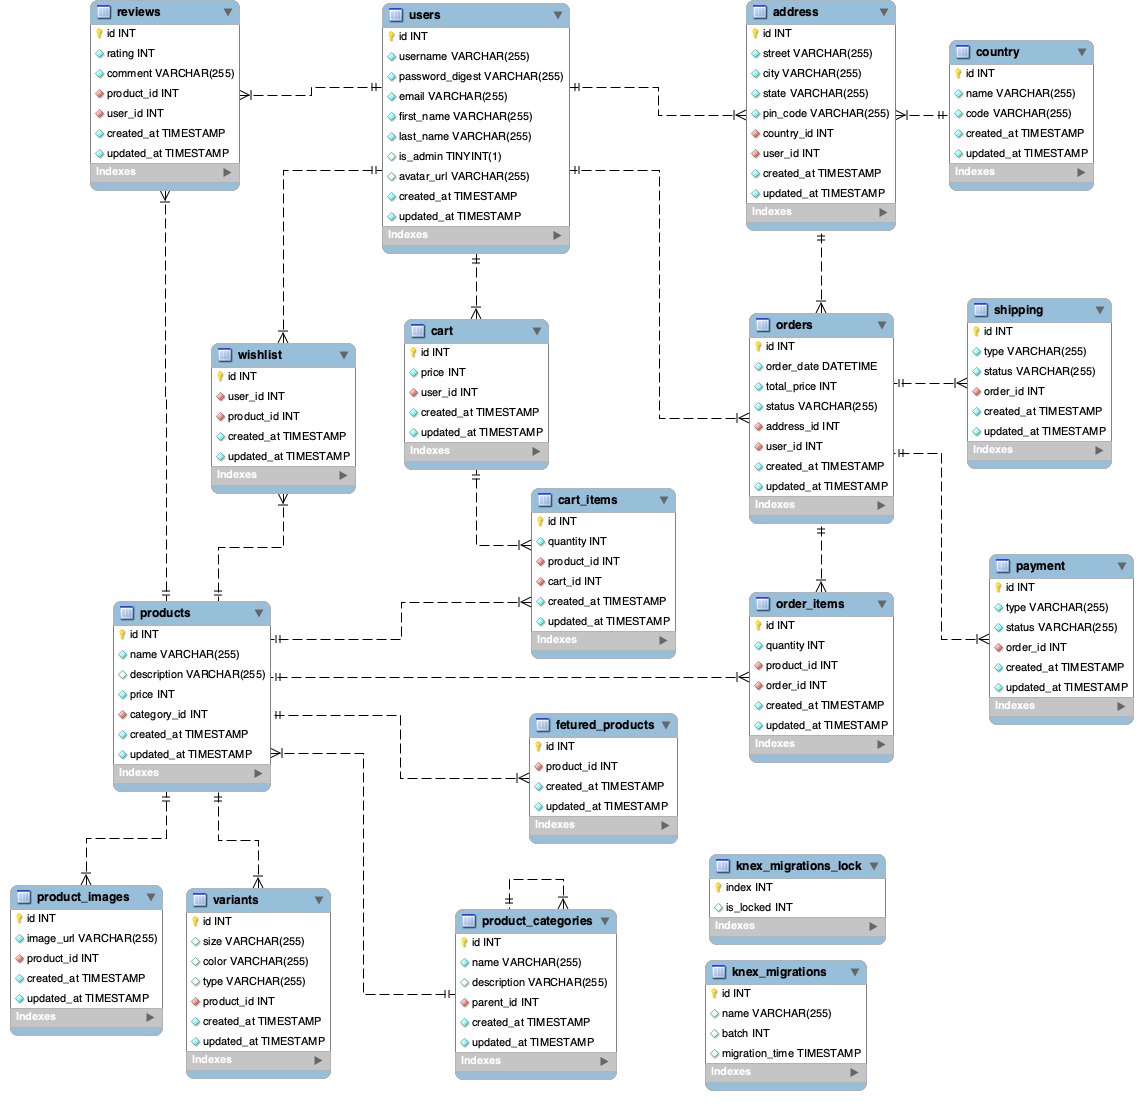 reviews
id INT
rating INT
comment VARCHAR(255)
product_id INT
user_id INT
created_at TIMESTAMP
updated_at TIMESTAMP
Indexes
users
id INT
username VARCHAR(255)
password_digest VARCHAR(255)
email VARCHAR(255)
first_name VARCHAR(255)
last_name VARCHAR(255)
is_admin TINYINT(1)
avatar_url VARCHAR(255)
created_at TIMESTAMP
updated_at TIMESTAMP
Indexes
address
id INT
street VARCHAR(255)
city VARCHAR(255)
state VARCHAR(255)
pin_code VARCHAR(255)
country_id INT
user_id INT
created_at TIMESTAMP
updated_at TIMESTAMP
Indexes
country
id INT
name VARCHAR(255)
code VARCHAR(255)
created_at TIMESTAMP
updated_at TIMESTAMP
Indexes
wishlist
id INT
user_id INT
product_id INT
created_at TIMESTAMP
updated_at TIMESTAMP
Indexes
cart
id INT
price INT
user_id INT
created_at TIMESTAMP
updated_at TIMESTAMP
Indexes
orders
id INT
order_date DATETIME
total_price INT
status VARCHAR(255)
address_id INT
user_id INT
created_at TIMESTAMP
updated_at TIMESTAMP
Indexes
shipping
id INT
type VARCHAR(255)
status VARCHAR(255)
order_id INT
created_at TIMESTAMP
updated_at TIMESTAMP
Indexes
cart_items
id INT
quantity INT
product_id INT
cart_id INT
created_at TIMESTAMP
updated_at TIMESTAMP
Indexes
payment
id INT
type VARCHAR(255)
status VARCHAR(255)
order_id INT
created_at TIMESTAMP
updated_at TIMESTAMP
Indexes
products
id INT
name VARCHAR(255)
description VARCHAR(255)
price INT
category_id INT
created_at TIMESTAMP
updated_at TIMESTAMP
Indexes
order_items
id INT
quantity INT
product_id INT
order_id INT
created_at TIMESTAMP
updated_at TIMESTAMP
Indexes
fetured_products
id INT
product_id INT
created_at TIMESTAMP
updated_at TIMESTAMP
Indexes
product_images
id INT
image_url VARCHAR(255)
product_id INT
created_at TIMESTAMP
updated_at TIMESTAMP
Indexes
variants
id INT
size VARCHAR(255)
color VARCHAR(255)
type VARCHAR(255)
product_id INT
created_at TIMESTAMP
updated_at TIMESTAMP
Indexes
product_categories
id INT
name VARCHAR(255)
description VARCHAR(255)
parent_id INT
created_at TIMESTAMP
updated_at TIMESTAMP
Indexes
knex_migrations_lock
index INT
is_locked INT
Indexes
knex_migrations
id INT
name VARCHAR(255)
batch INT
migration_time TIMESTAMP
Indexes